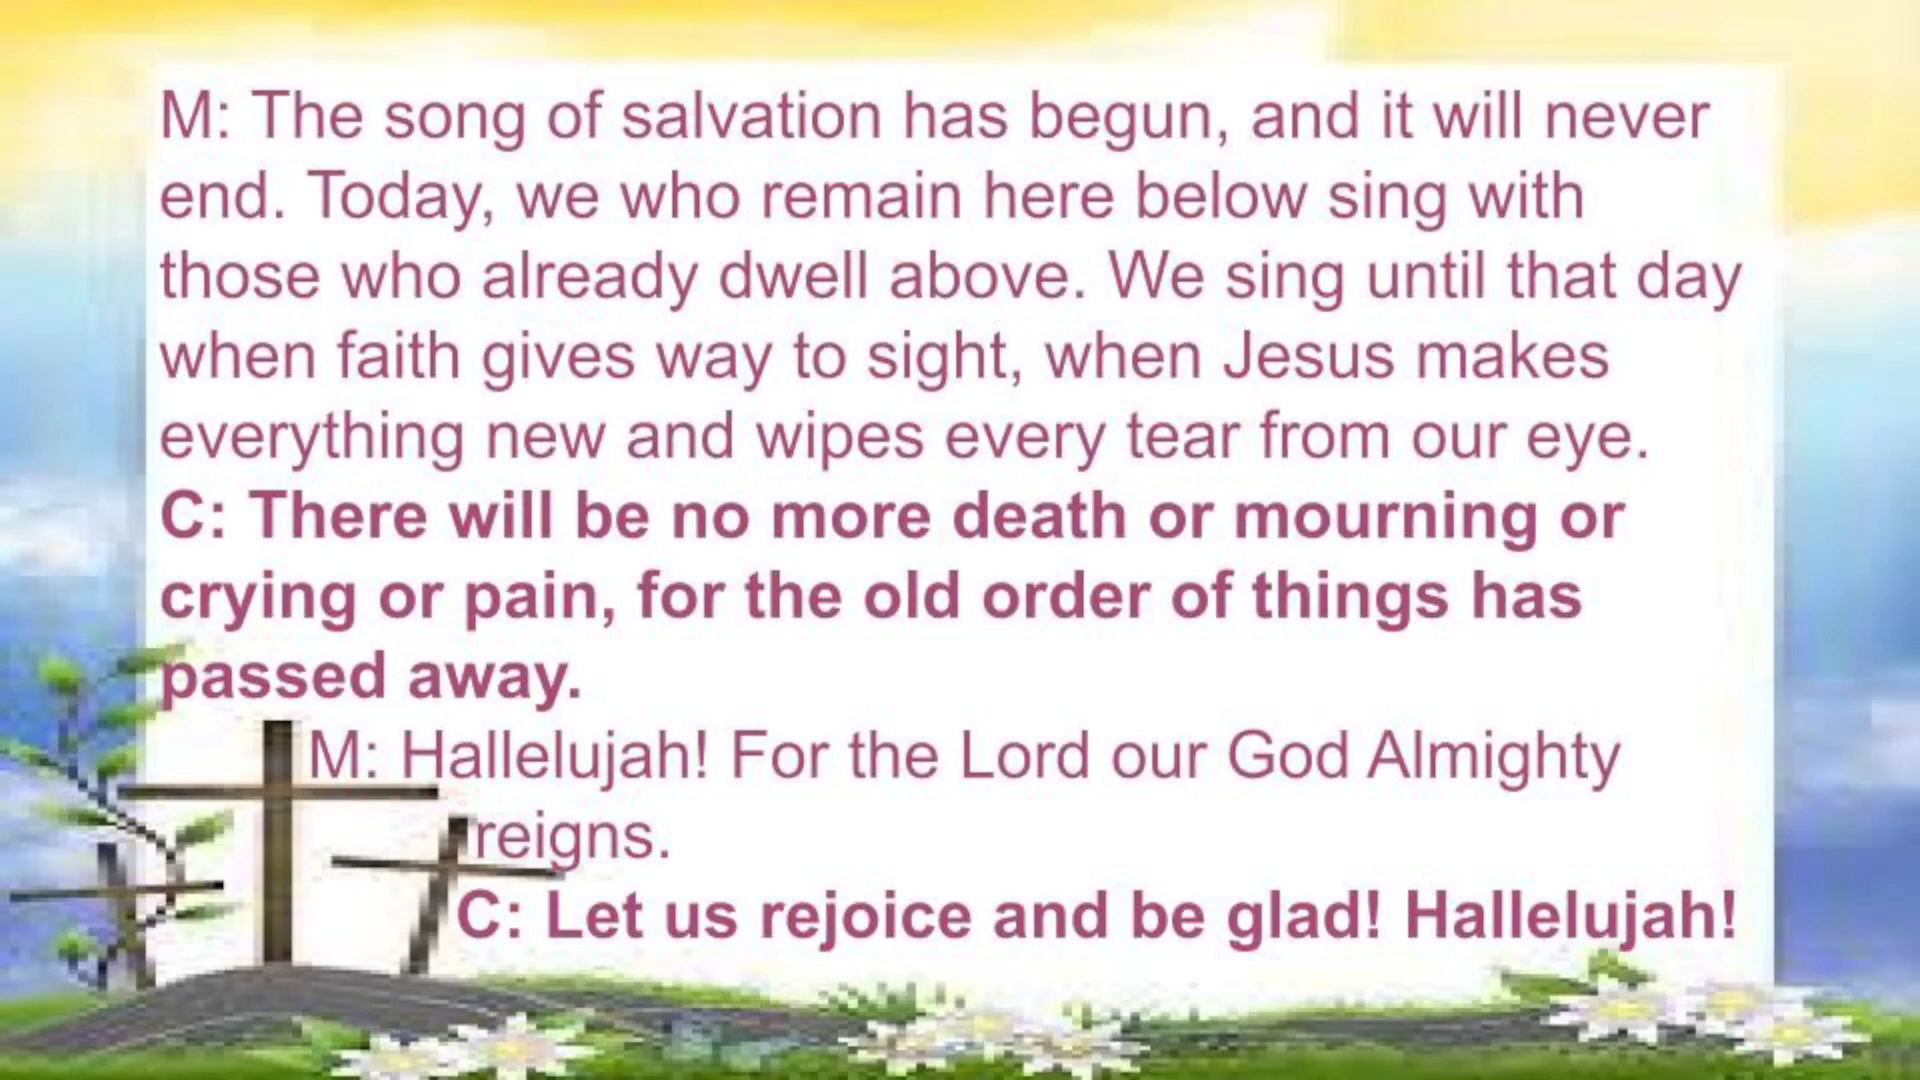 M: The song of salvation has begun, and it will never
end. Today, we who remain here below sing with
those who already dwell above. We sing until that day
when faith gives way to sight, when Jesus makes
everything new and wipes every tear from our eye.
C: There will be no more death or mourning or
crying or pain, for the old order of things has
passed away.
M: Hallelujah! For the Lord our God Almighty
reigns.
C: Let us rejoice and be glad! Hallelujah!